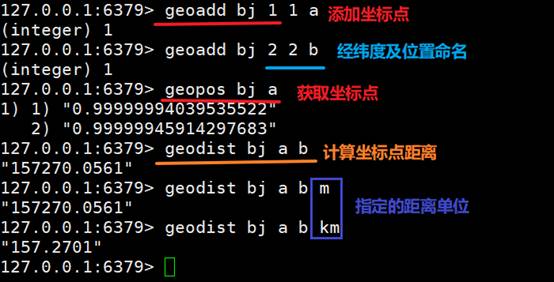 127.0.0.1:6379> geoadd bj 1 1 a 添加坐标点
(integer) 1
127.0.0.1:6379> geoadd bj 2 2 b 经纬度及位置命名
(integer) 1
127.0.0.1:6379> geopos bj a 获取坐标点
1) 1) "0.99999994039535522"
2) "0.99999945914297683"
127.0.0.1:6379> geodist bj a b 计算坐标点距离
"157270.0561"
127.0.0.1:6379> geodist bj a b m
"157270.0561" 指定的距离单位
127.0.0.1:6379> geodist bj a b km
"157.2701"
127.0.0.1:6379>